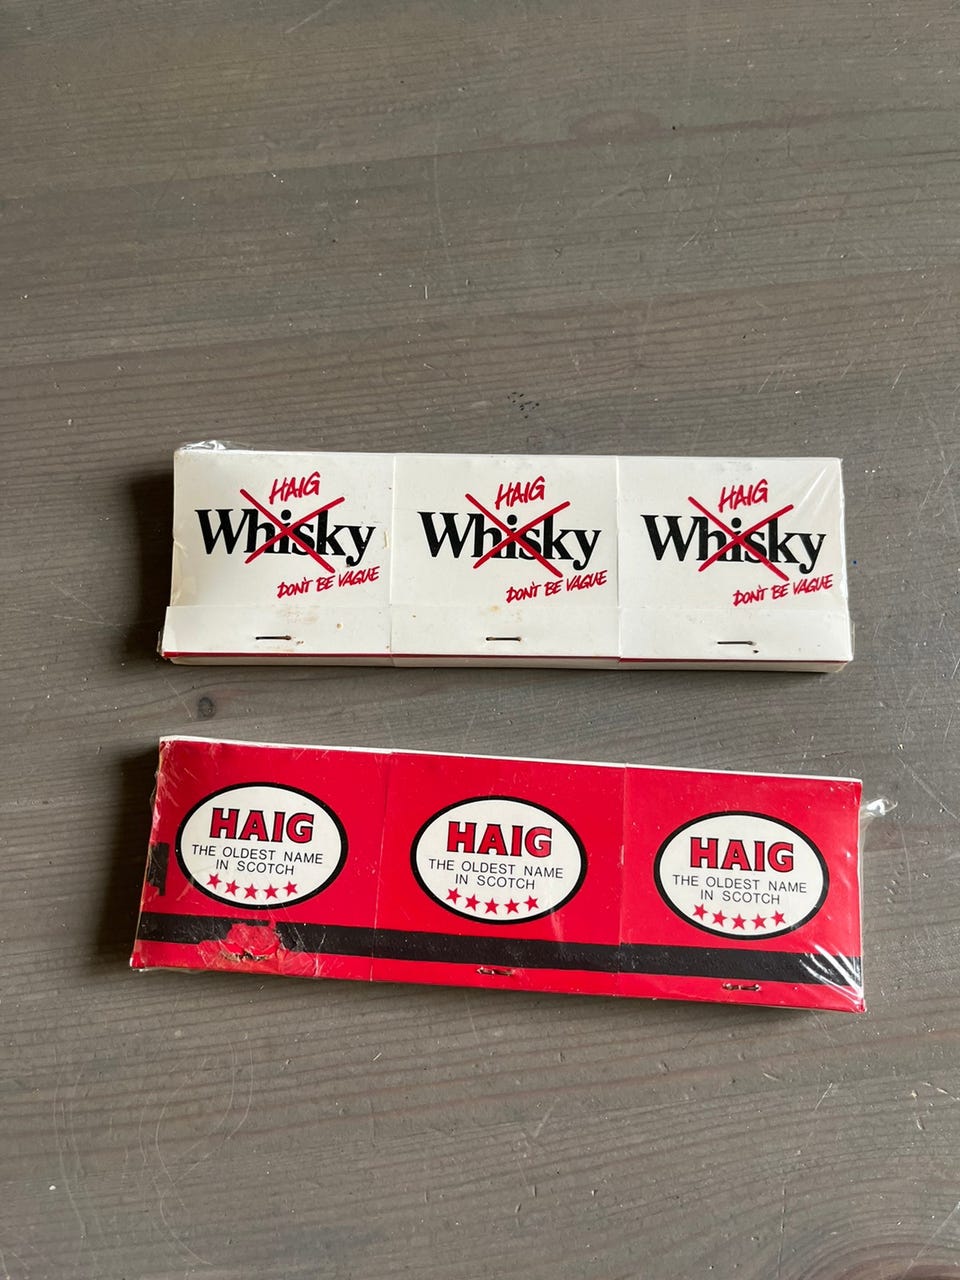 HAIG
Whisky
DON'T BE VAGUE
HAIG
Whisky
DON'T BE VAGUE
HAIG
Whisky
DON'T BE VAGUE
HAIG
THE OLDEST NAME
IN SCOTCH
HAIG
THE OLDEST NAME
IN SCOTCH
HAIG
THE OLDEST NAME
IN SCOTCH